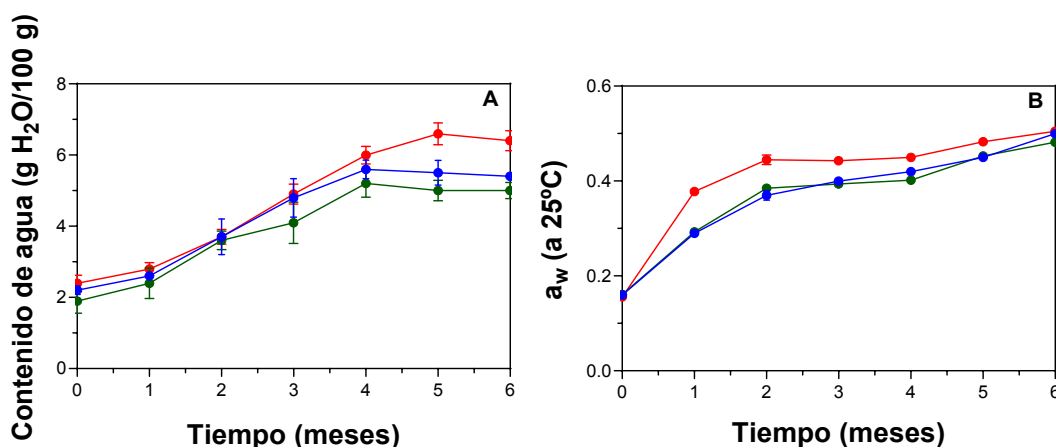 Contenido de agua (g H₂O/100 g)
8
6
4
2
0
A
0 1 2 3 4 5 6
Tiempo (meses)
a_w (a 25ºC)
0.6
0.4
0.2
0.0
B
0 1 2 3 4 5 6
Tiempo (meses)